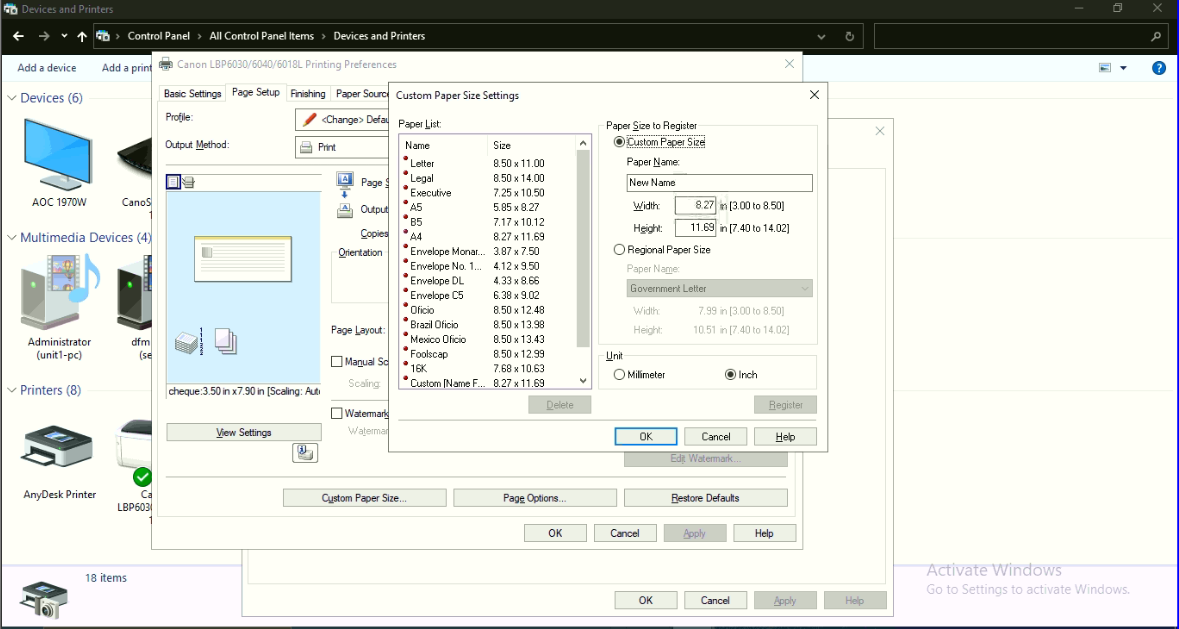 Devices and Printers
Control Panel > All Control Panel Items > Devices and Printers
Add a device
Add a print
Canon LBP6030/6040/6018L Printing Preferences
Devices (6)
AOC 1970W
CanoS
Multimedia Devices (4)
Administrator
(unit1-pc)
dfm
(se
Printers (8)
AnyDesk Printer
Ca
LBP6030
18 items
Basic Settings
Page Setup
Finishing
Paper Source
Profile:
<Change> Defau
Output Method:
Print
Page S
Output
Copies
Orientation
Page Layout:
Manual Sc
Scaling:
Watermark
Watermar
cheque:3.50 in x7.90 in [Scaling: Auto
View Settings
Edit Watermark...
Custom Paper Size...
Page Options...
Restore Defaults
OK
Cancel
Apply
Help
Custom Paper Size Settings
Paper List:
Name Size
Letter 8.50 x 11.00
Legal 8.50 x 14.00
Executive 7.25 x 10.50
A5 5.85 x 8.27
B5 7.17 x 10.12
A4 8.27 x 11.69
Envelope Monar... 3.87 x 7.50
Envelope No. 1... 4.12 x 9.50
Envelope DL 4.33 x 8.66
Envelope C5 6.38 x 9.02
Oficio 8.50 x 12.48
Brazil Oficio 8.50 x 13.98
Mexico Oficio 8.50 x 13.43
Foolscap 8.50 x 12.99
16K 7.68 x 10.63
Custom [Name F... 8.27 x 11.69
Delete
Paper Size to Register
Custom Paper Size
Paper Name:
New Name
Width: 8.27 in [3.00 to 8.50]
Height: 11.69 in [7.40 to 14.02]
Regional Paper Size
Paper Name:
Government Letter
Width: 7.99 in [3.00 to 8.50]
Height: 10.51 in [7.40 to 14.02]
Unit
Millimeter
Inch
Register
OK
Cancel
Help
OK
Cancel
Apply
Help
Activate Windows
Go to Settings to activate Windows.